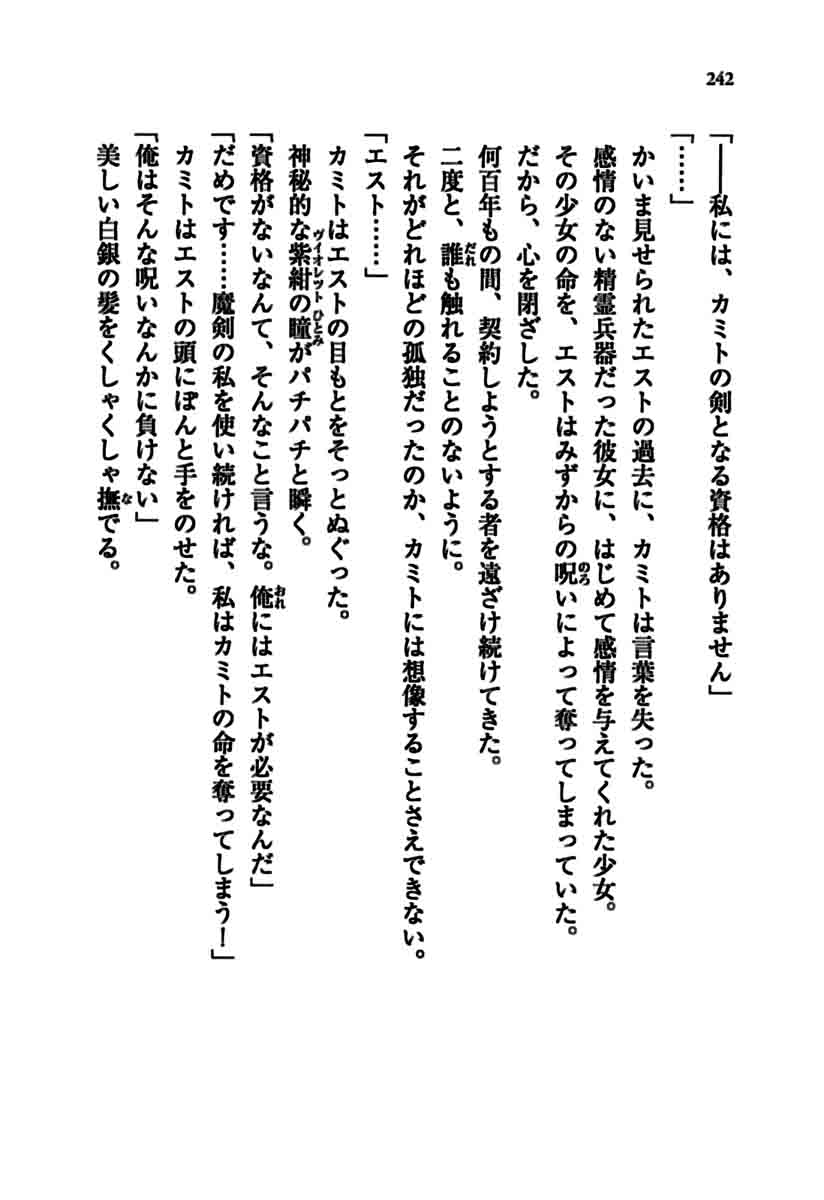 242
「――私には、カミトの剣となる資格はありません」
「……」
かいま見せられたエストの過去に、カミトは言葉を失った。
感情のない精霊兵器だった彼女に、はじめて感情を与えてくれた少女。
その少女の命を、エストはみずからの呪いによって奪ってしまっていた。
だから、心を閉ざした。
何百年もの間、契約しようとする者を遠ざけ続けてきた。
二度と、誰も触れることのないように。
それがどれほどの孤独だったのか、カミトには想像することさえできない。
「エスト……」
カミトはエストの目もとをそっとぬぐった。
神秘的な紫紺の瞳がパチパチと瞬く。
「資格がないなんて、そんなこと言うな。俺にはエストが必要なんだ」
「だめです……魔剣の私を使い続ければ、私はカミトの命を奪ってしまう！」
カミトはエストの頭にぽんと手をのせた。
「俺はそんな呪いなんかに負けない」
美しい白銀の髪をくしゃくしゃ撫でる。